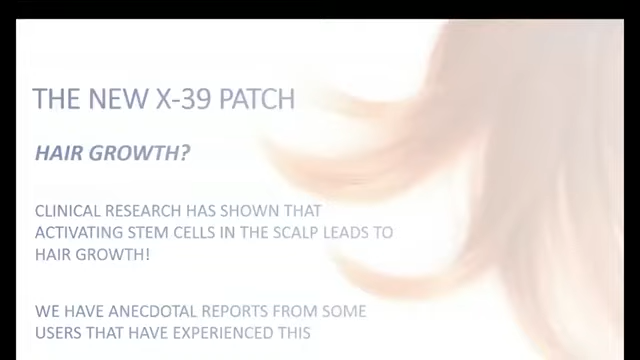 THE NEW X-39 PATCH
HAIR GROWTH?
CLINICAL RESEARCH HAS SHOWN THAT
ACTIVATING STEM CELLS IN THE SCALP LEADS TO
HAIR GROWTH!
WE HAVE ANECDOTAL REPORTS FROM SOME
USERS THAT HAVE EXPERIENCED THIS